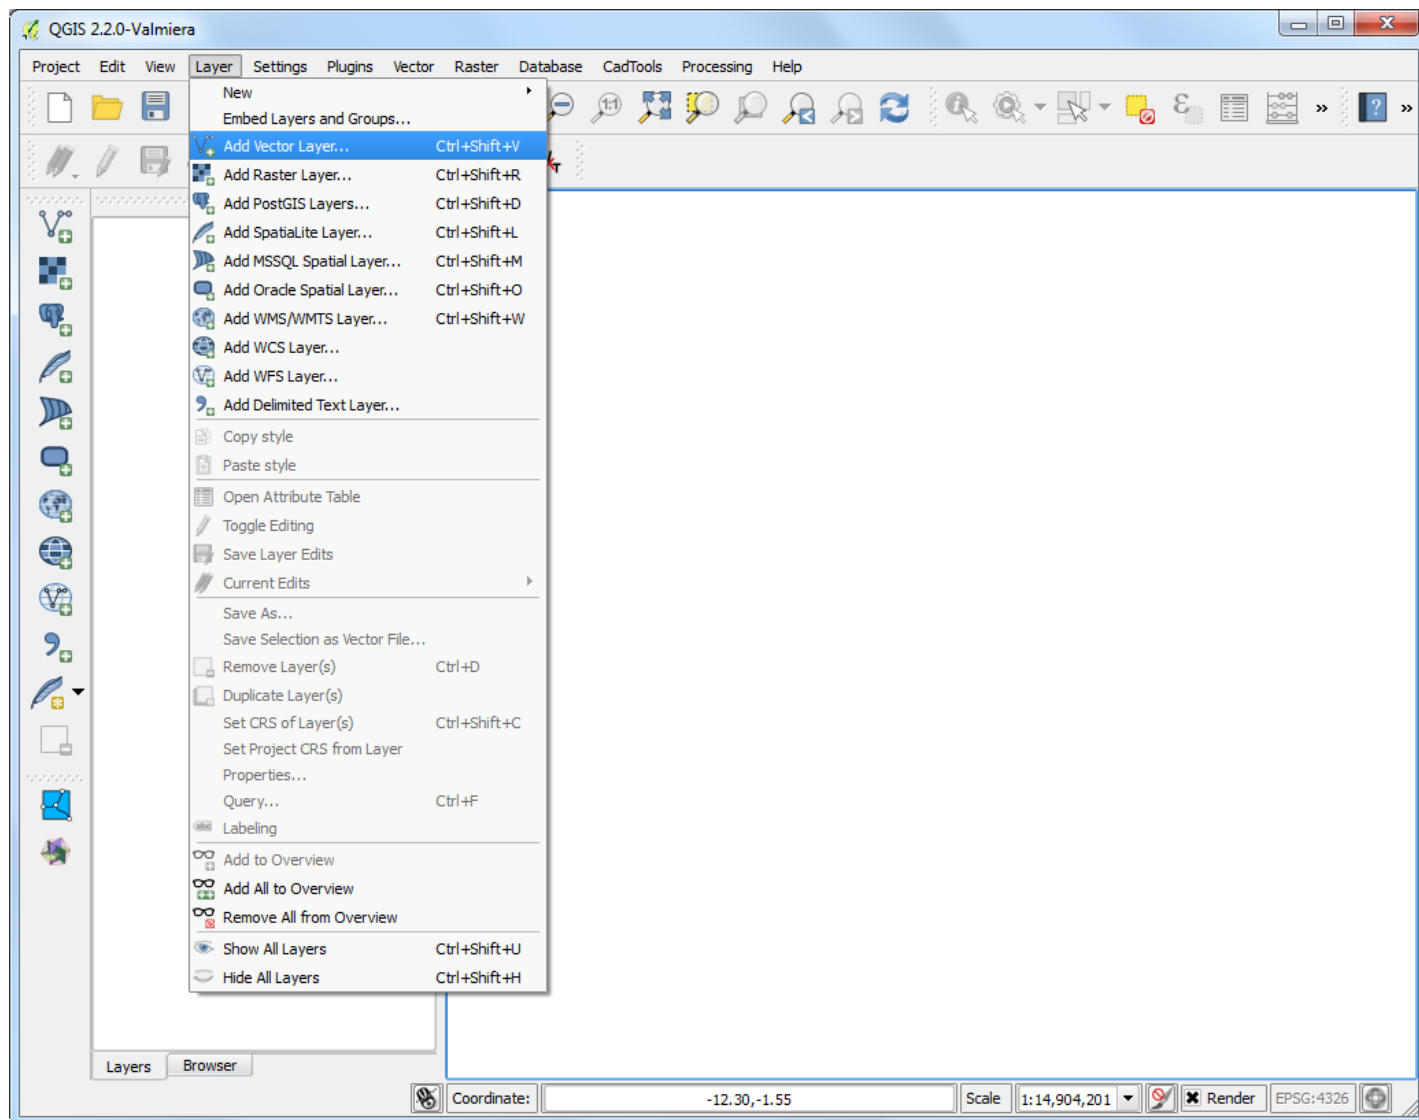 QGIS 2.2.0-Valmiera
Project Edit View Layer Settings Plugins Vector Raster Database CadTools Processing Help
New
Embed Layers and Groups...
Add Vector Layer... Ctrl+Shift+V
Add Raster Layer... Ctrl+Shift+R
Add PostGIS Layers... Ctrl+Shift+D
Add SpatiaLite Layer... Ctrl+Shift+L
Add MSSQL Spatial Layer... Ctrl+Shift+M
Add Oracle Spatial Layer... Ctrl+Shift+O
Add WMS/WMTS Layer... Ctrl+Shift+W
Add WCS Layer...
Add WFS Layer...
Add Delimited Text Layer...
Copy style
Paste style
Open Attribute Table
Toggle Editing
Save Layer Edits
Current Edits
Save As...
Save Selection as Vector File...
Remove Layer(s) Ctrl+D
Duplicate Layer(s)
Set CRS of Layer(s) Ctrl+Shift+C
Set Project CRS from Layer
Properties...
Query... Ctrl+F
Labeling
Add to Overview
Add All to Overview
Remove All from Overview
Show All Layers Ctrl+Shift+U
Hide All Layers Ctrl+Shift+H
Layers Browser
Coordinate: -12.30,-1.55 Scale 1:14,904,201 Render EPSG:4326